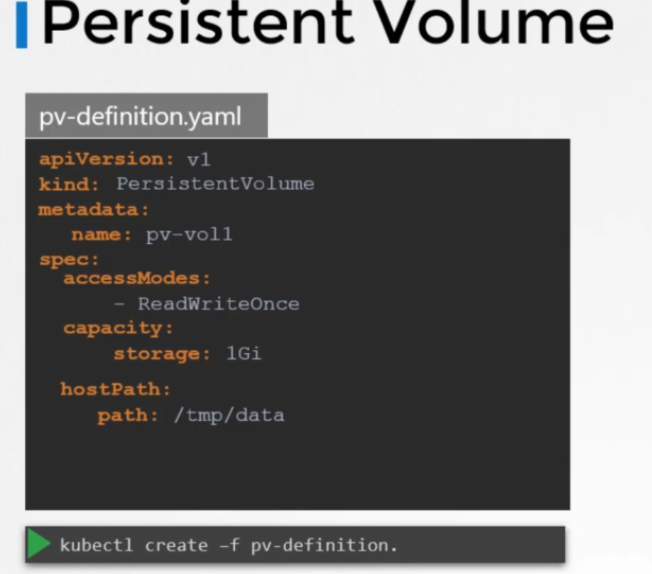 Persistent Volume
pv-definition.yaml
apiVersion: v1
kind: PersistentVolume
metadata:
name: pv-vol1
spec:
accessModes:
- ReadWriteOnce
capacity:
storage: 1Gi
hostPath:
path: /tmp/data
kubectl create –f pv-definition.